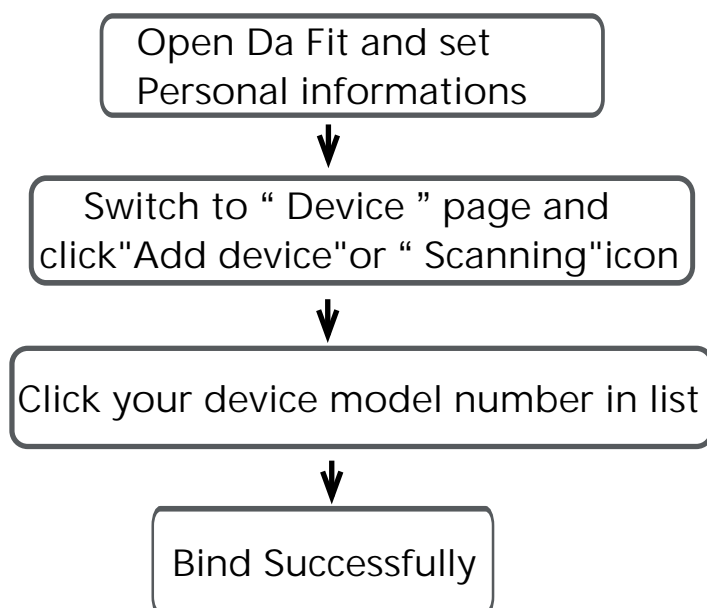 Open Da Fit and set
Personal informations
Switch to “ Device ” page and
click"Add device"or “ Scanning"icon
Click your device model number in list
Bind Successfully